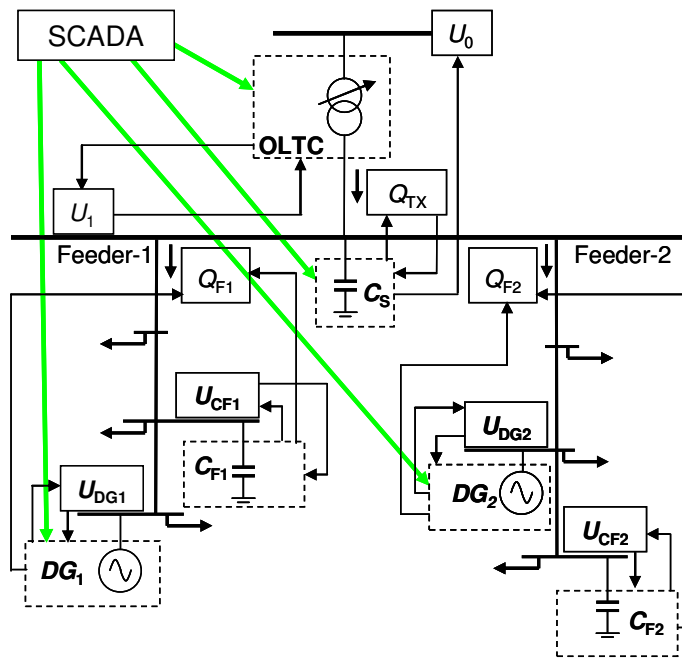 SCADA
U0
OLTC
QTX
U1
Feeder-1
Feeder-2
QF1
CS
QF2
UCF1
UDG2
CF1
UDG1
DG2
UCF2
DG1
CF2